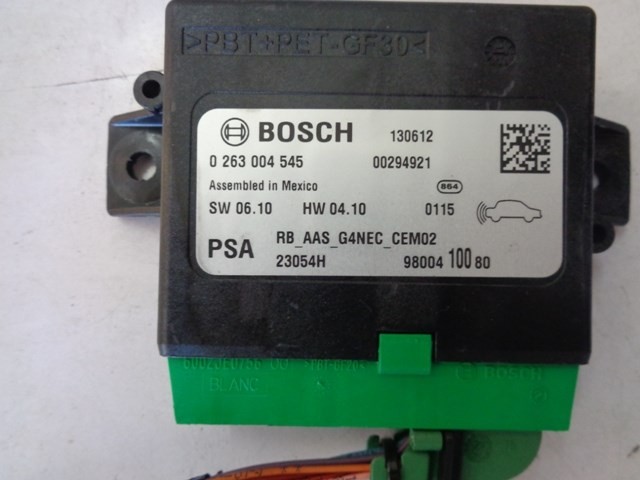 >PBT+PET-GF30<
BOSCH 130612
0 263 004 545 00294921
Assembled in Mexico 864
SW 06.10 HW 04.10 0115
PSA RB_AAS_G4NEC_CEM02
23054H 98004 100 80
BOSCH
BLANC